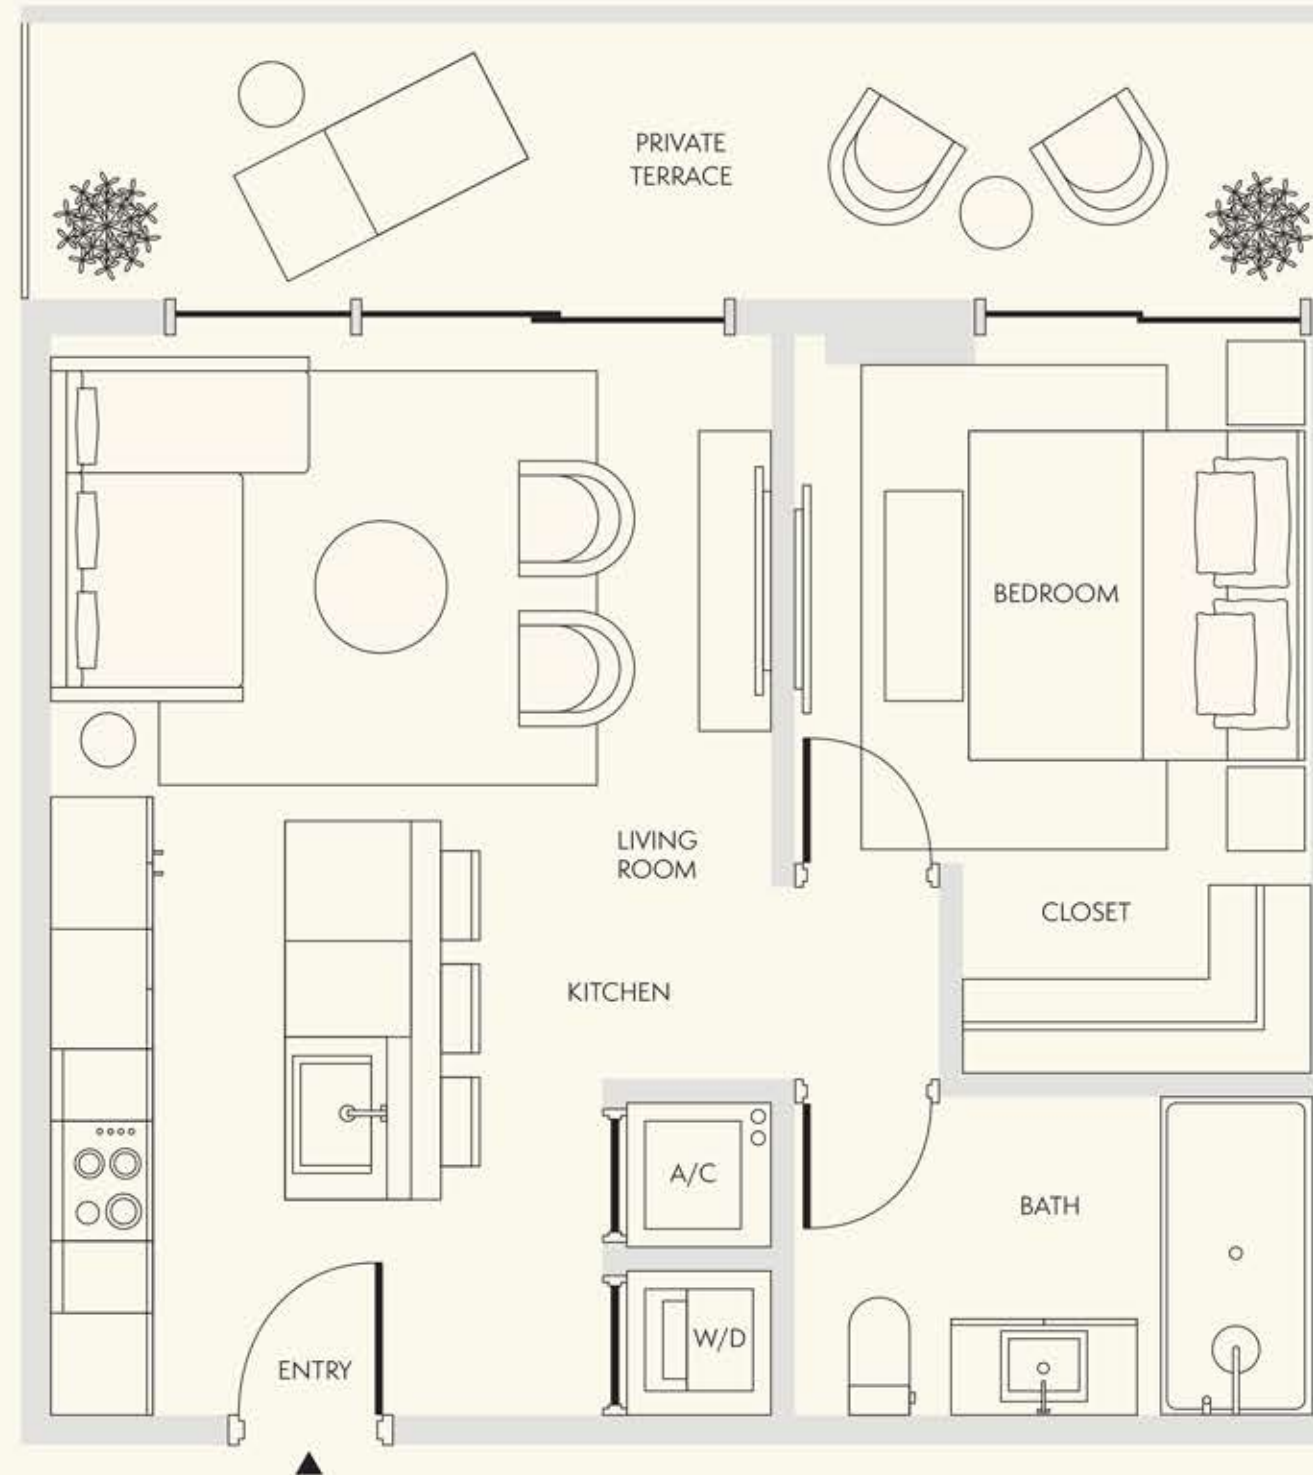 PRIVATE
TERRACE
BEDROOM
LIVING
ROOM
CLOSET
KITCHEN
A/C
BATH
W/D
ENTRY